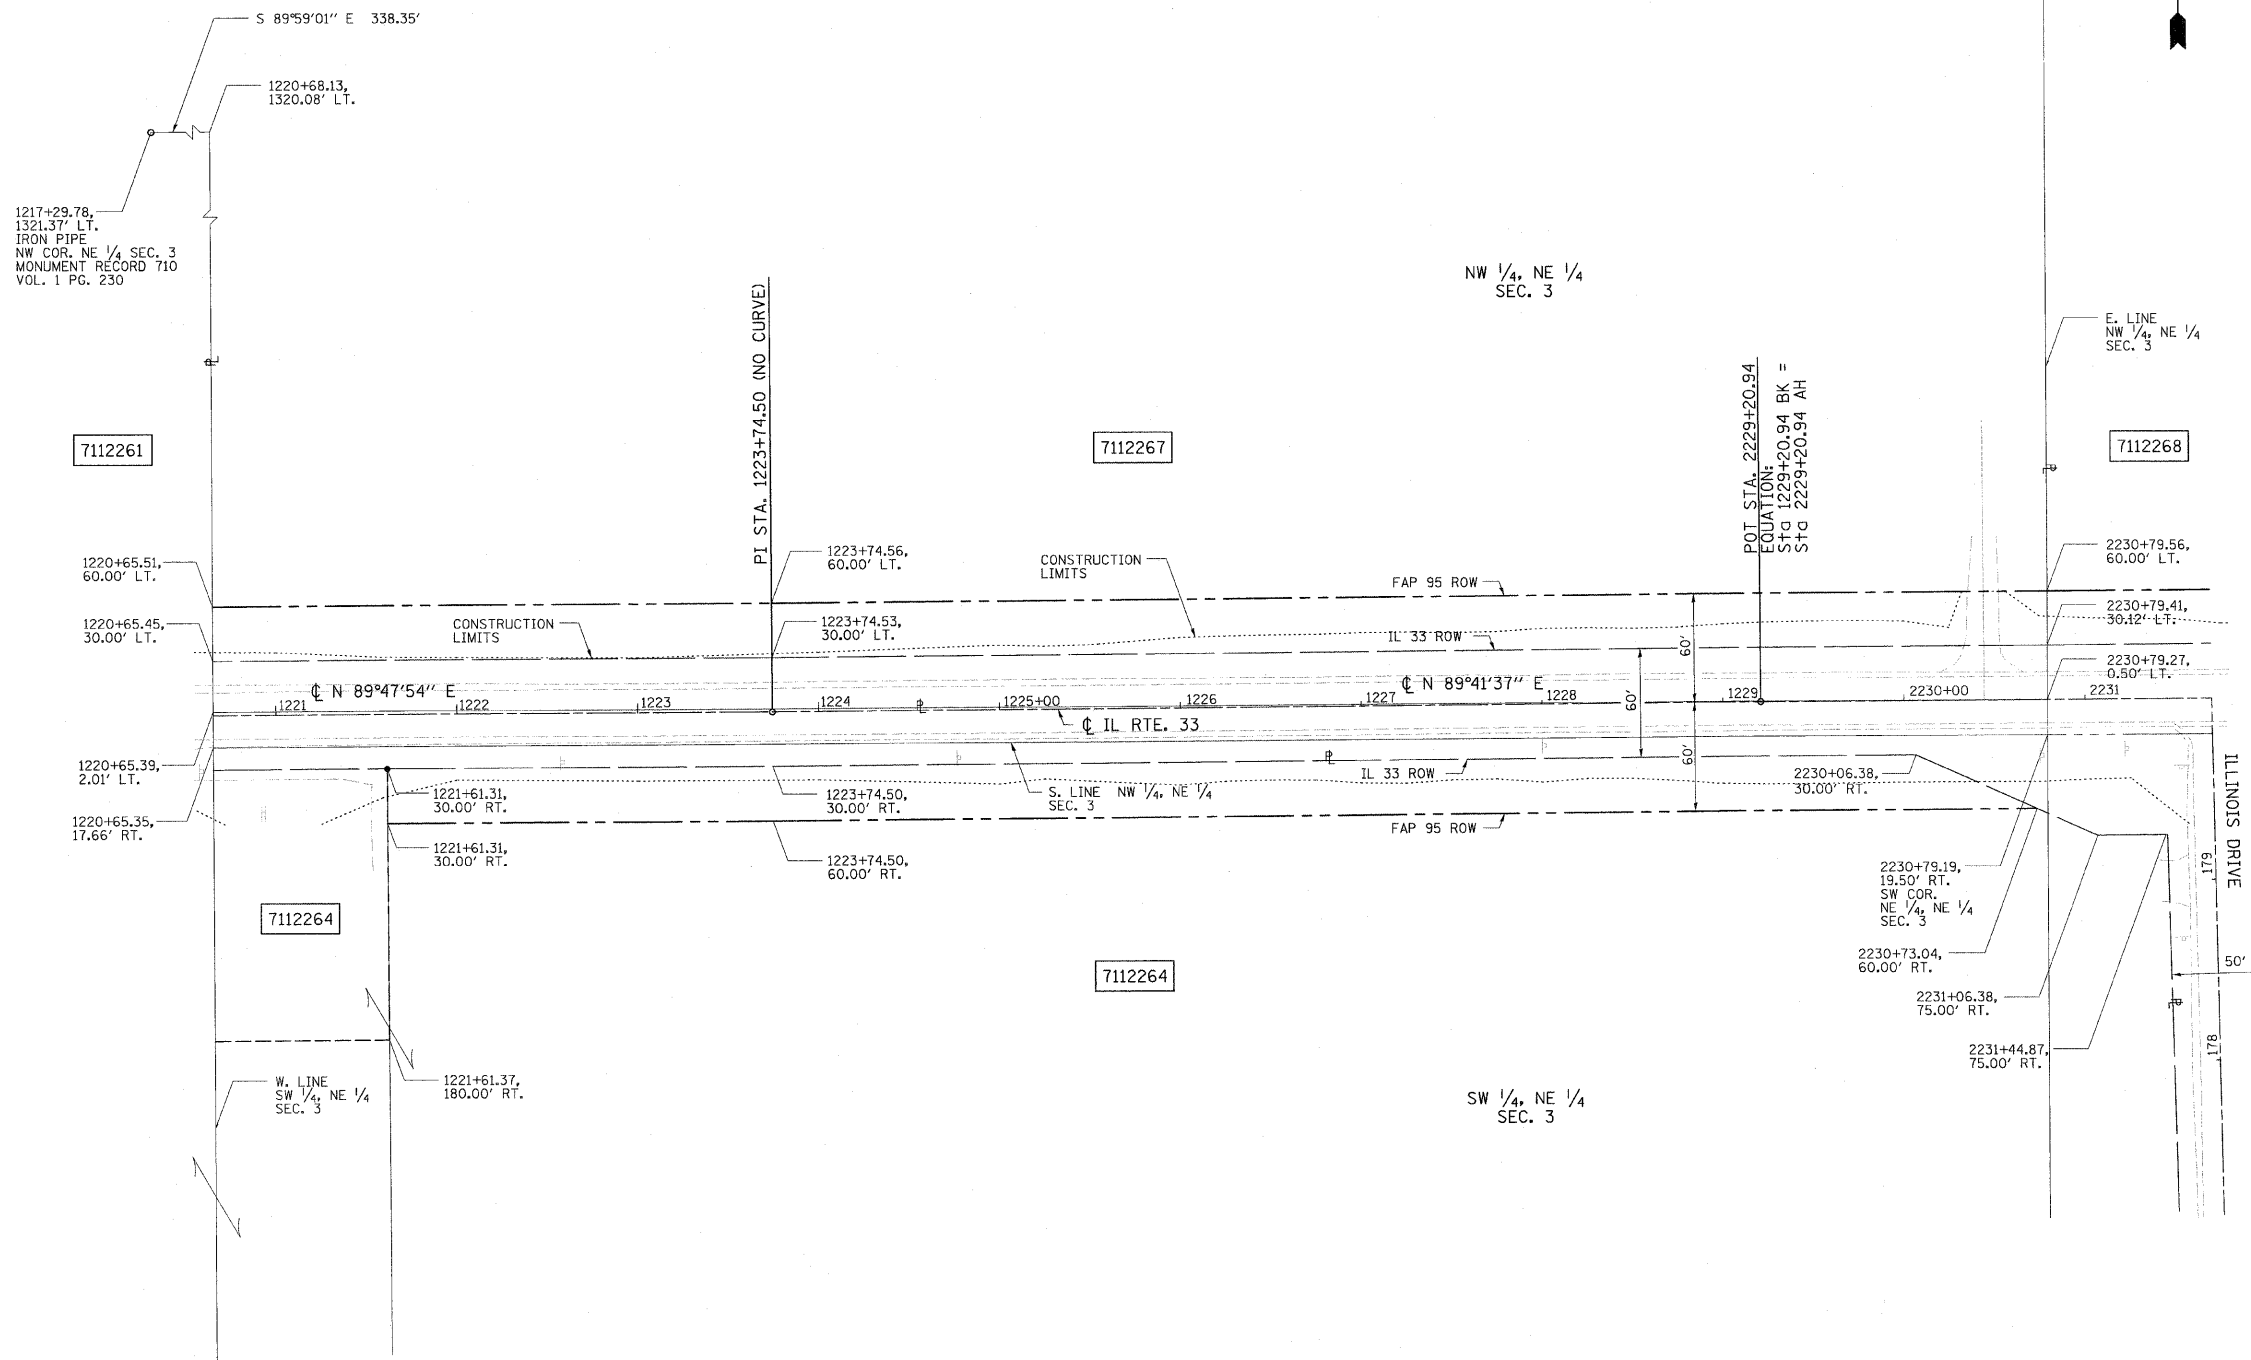 S 89°59'01" E 338.35'
1220+68.13,
1320.08' LT.
1217+29.78,
1321.37' LT.
IRON PIPE
NW COR. NE 1/4 SEC. 3
MONUMENT RECORD 710
VOL. 1 PG. 230
NW 1/4, NE 1/4
SEC. 3
E. LINE
NW 1/4, NE 1/4
SEC. 3
PI STA. 1223+74.50 (NO CURVE)
POT STA. 2229+20.94
EQUATION:
Sta 1229+20.94 BK =
Sta 2229+20.94 AH
7112261
7112267
7112268
1220+65.51,
60.00' LT.
1223+74.56,
60.00' LT.
CONSTRUCTION
LIMITS
FAP 95 ROW
2230+79.56,
60.00' LT.
1220+65.45,
30.00' LT.
CONSTRUCTION
LIMITS
1223+74.53,
30.00' LT.
IL 33 ROW
60'
2230+79.41,
30.12' LT.
℄ N 89°47'54" E
℄ N 89°41'37" E
60'
2230+79.27,
0.50' LT.
1221
1222
1223
1224
1225+00
1226
1227
1228
1229
2230+00
2231
℄ IL RTE. 33
1220+65.39,
2.01' LT.
60'
IL 33 ROW
2230+06.38,
30.00' RT.
ILLINOIS DRIVE
1221+61.31,
30.00' RT.
1223+74.50,
30.00' RT.
S. LINE NW 1/4, NE 1/4
SEC. 3
1220+65.35,
17.66' RT.
FAP 95 ROW
1221+61.31,
30.00' RT.
1223+74.50,
60.00' RT.
2230+79.19,
19.50' RT.
SW COR.
NE 1/4, NE 1/4
SEC. 3
179
7112264
7112264
2230+73.04,
60.00' RT.
50'
2231+06.38,
75.00' RT.
2231+44.87,
75.00' RT.
178
W. LINE
SW 1/4, NE 1/4
SEC. 3
1221+61.37,
180.00' RT.
SW 1/4, NE 1/4
SEC. 3